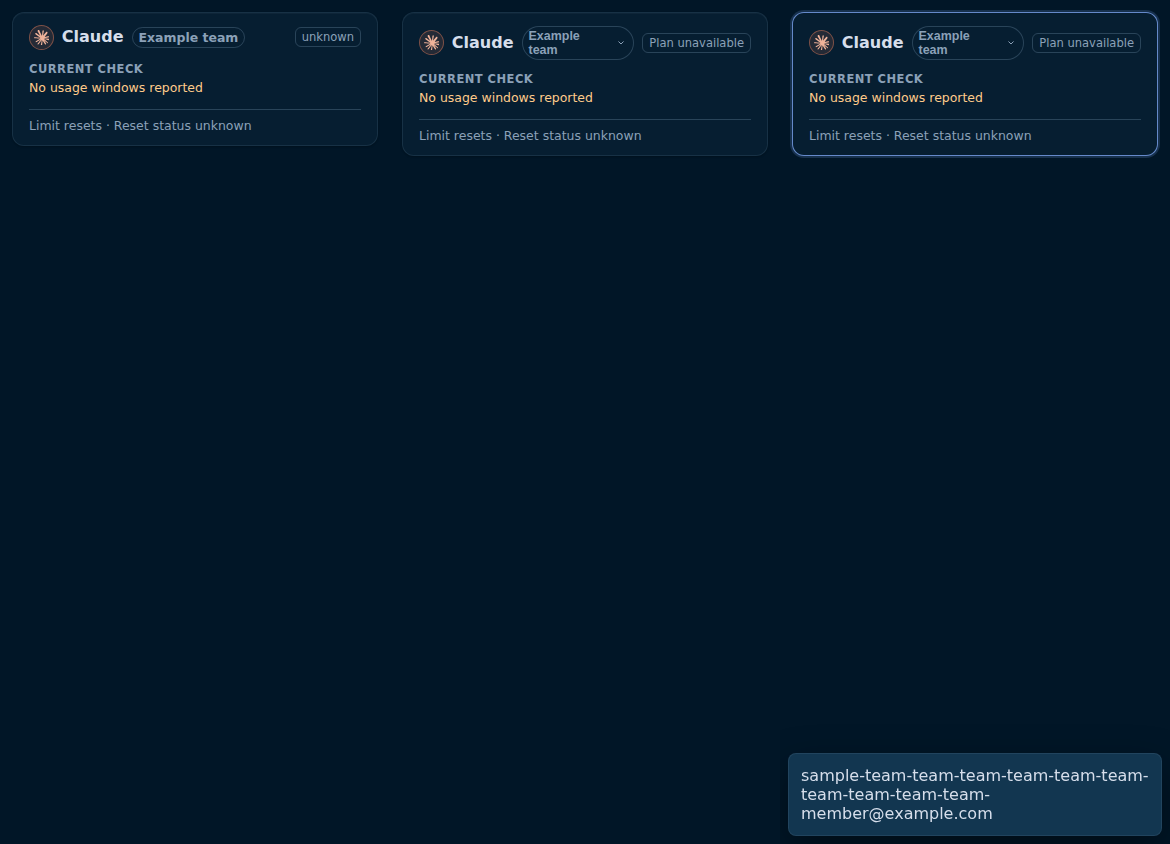 Claude Example team unknown
CURRENT CHECK
No usage windows reported
Limit resets · Reset status unknown
Claude Example team Plan unavailable
CURRENT CHECK
No usage windows reported
Limit resets · Reset status unknown
Claude Example team Plan unavailable
CURRENT CHECK
No usage windows reported
Limit resets · Reset status unknown
sample-team-team-team-team-team-team-
team-team-team-team-
member@example.com